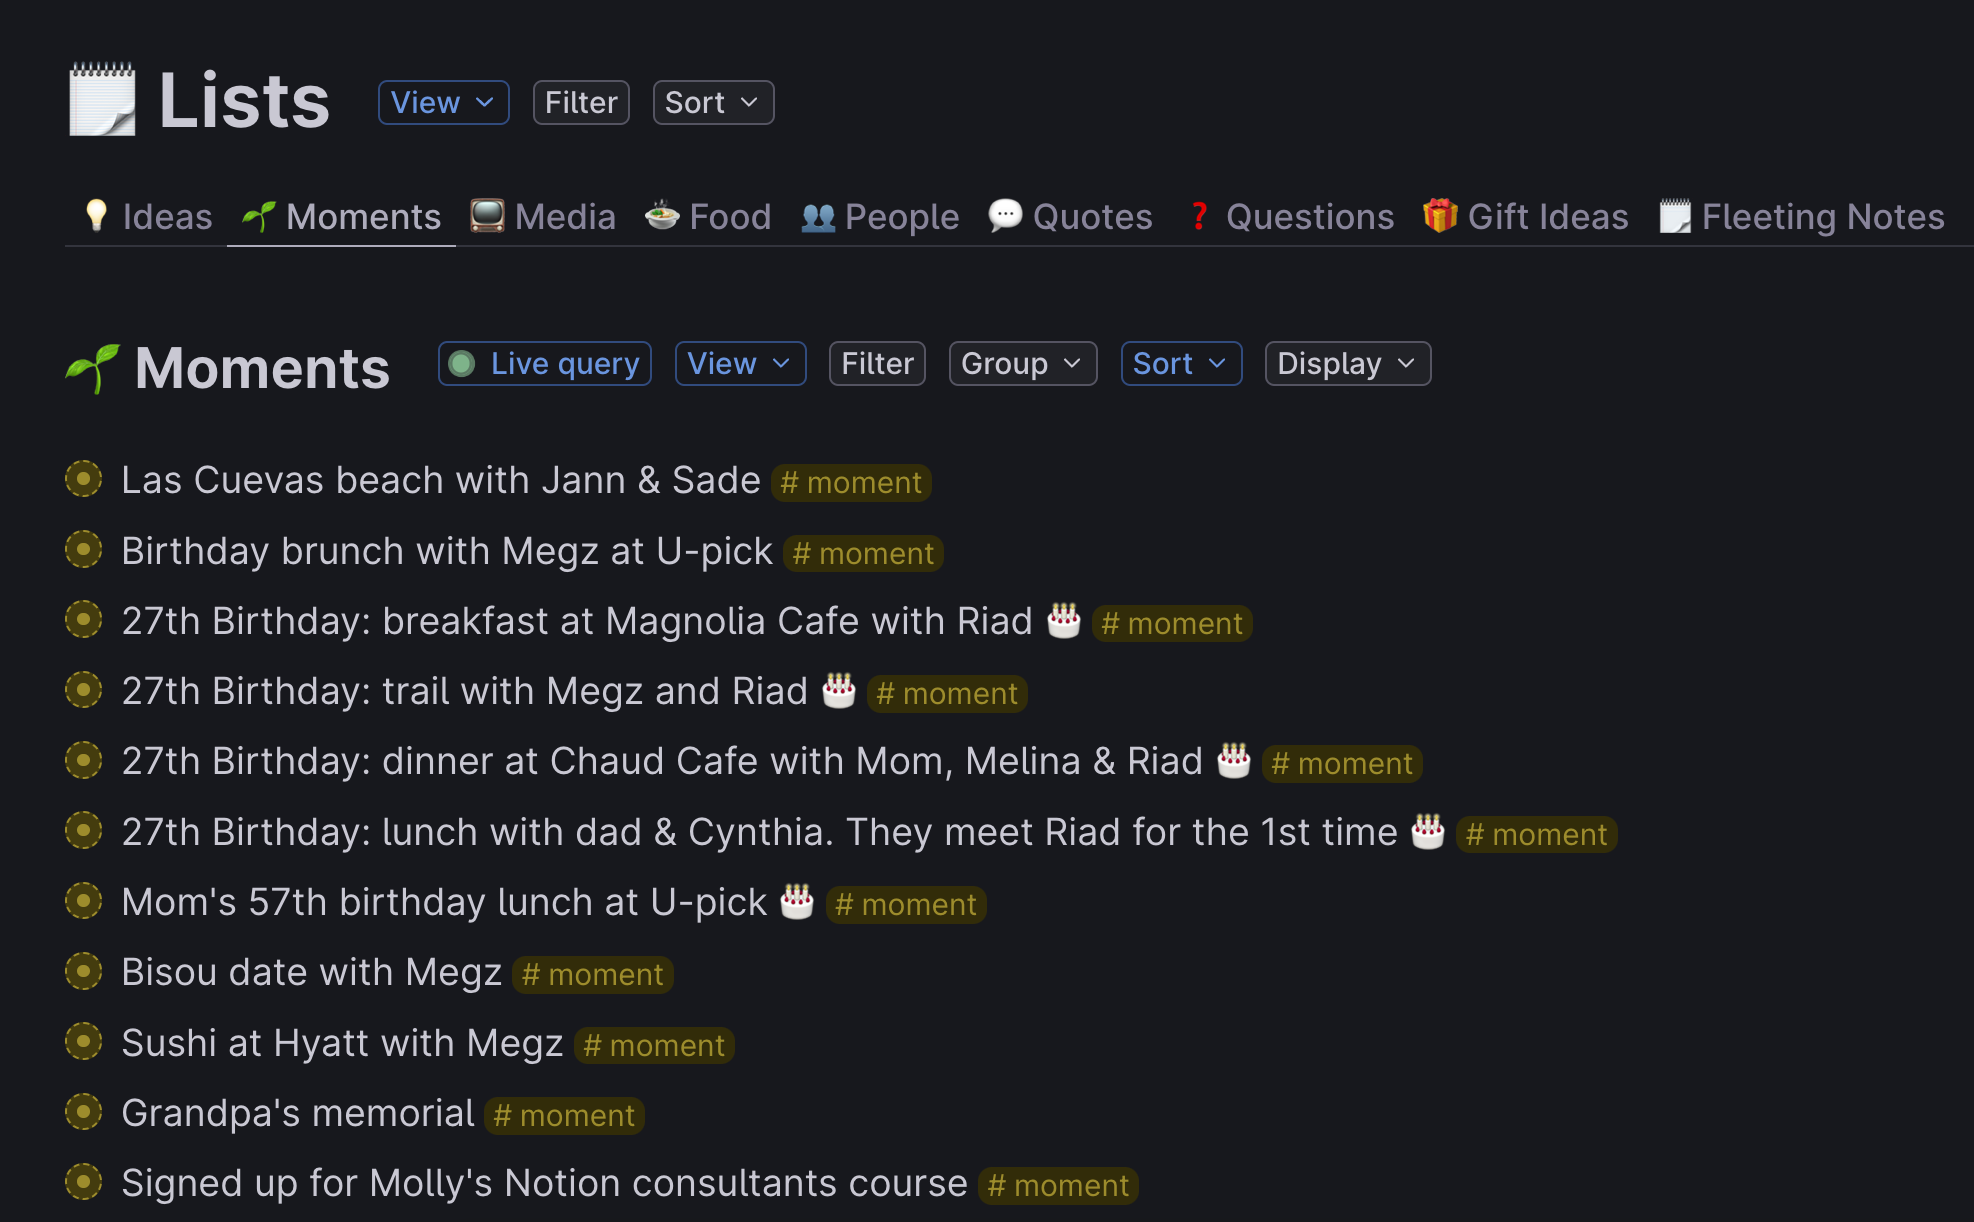 Lists View Filter Sort
Ideas Moments Media Food People Quotes Questions Gift Ideas Fleeting Notes
Moments Live query View Filter Group Sort Display
Las Cuevas beach with Jann & Sade # moment
Birthday brunch with Megz at U-pick # moment
27th Birthday: breakfast at Magnolia Cafe with Riad 🎂 # moment
27th Birthday: trail with Megz and Riad 🎂 # moment
27th Birthday: dinner at Chaud Cafe with Mom, Melina & Riad 🎂 # moment
27th Birthday: lunch with dad & Cynthia. They meet Riad for the 1st time 🎂 # moment
Mom's 57th birthday lunch at U-pick 🎂 # moment
Bisou date with Megz # moment
Sushi at Hyatt with Megz # moment
Grandpa's memorial # moment
Signed up for Molly's Notion consultants course # moment